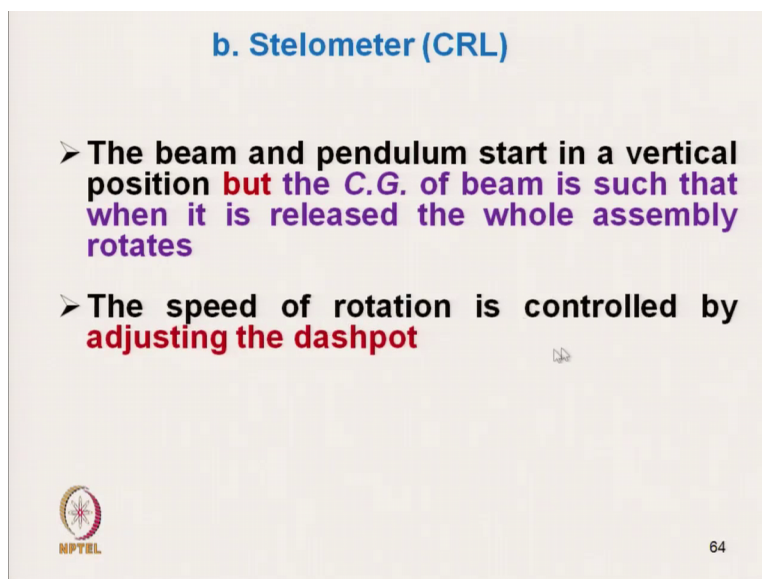 b. Stelometer (CRL)
➤ The beam and pendulum start in a vertical
position but the C.G. of beam is such that
when it is released the whole assembly
rotates
➤ The speed of rotation is controlled by
adjusting the dashpot
NPTEL
64